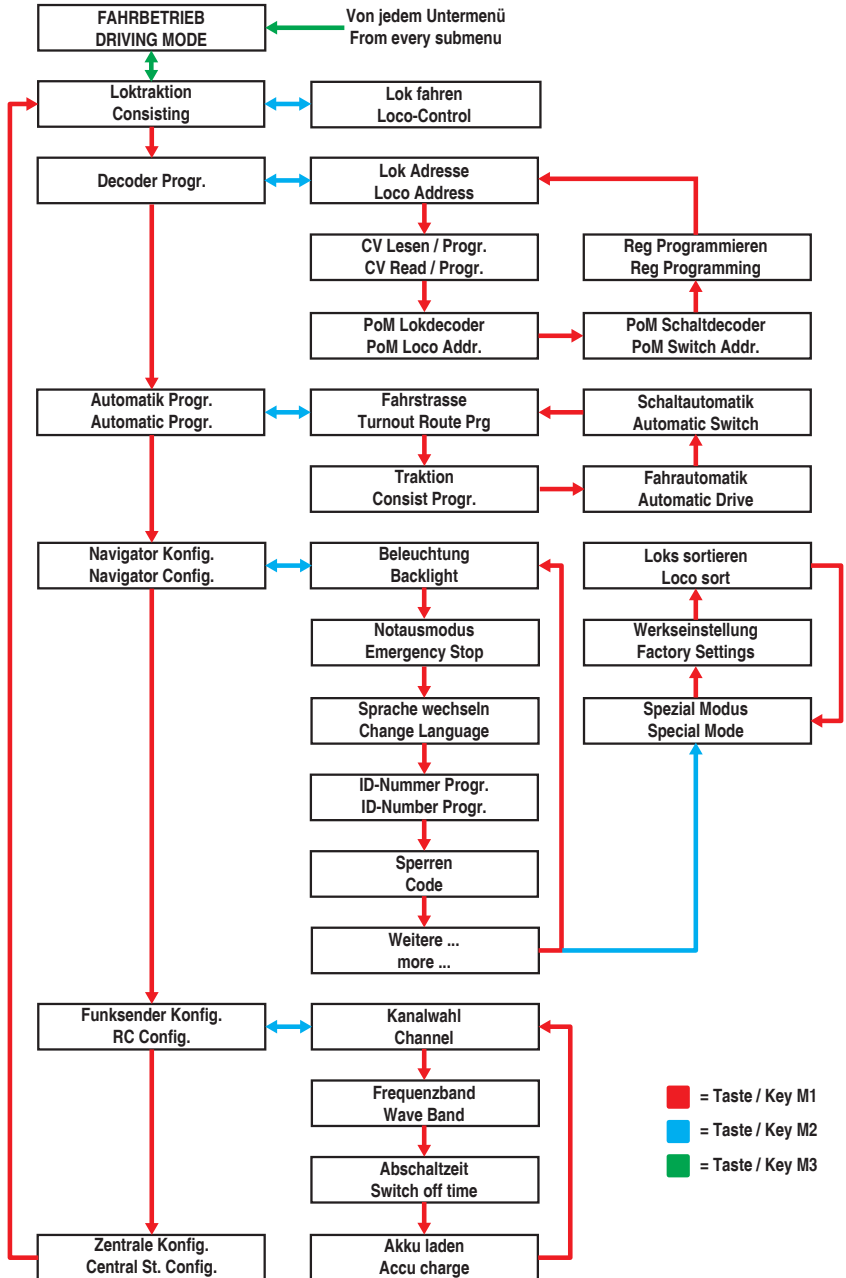 FAHRBETRIEB
DRIVING MODE
Von jedem Untermenü
From every submenu
Loktraktion
Consisting
Lok fahren
Loco-Control
Decoder Progr.
Lok Adresse
Loco Address
CV Lesen / Progr.
CV Read / Progr.
Reg Programmieren
Reg Programming
PoM Lokdecoder
PoM Loco Addr.
PoM Schaltdecoder
PoM Switch Addr.
Automatik Progr.
Automatic Progr.
Fahrstrasse
Turnout Route Prg
Schaltautomatik
Automatic Switch
Traktion
Consist Progr.
Fahrautomatik
Automatic Drive
Navigator Konfig.
Navigator Config.
Beleuchtung
Backlight
Loks sortieren
Loco sort
Notausmodus
Emergency Stop
Werkseinstellung
Factory Settings
Sprache wechseln
Change Language
Spezial Modus
Special Mode
ID-Nummer Progr.
ID-Number Progr.
Sperren
Code
Weitere ...
more ...
Funksender Konfig.
RC Config.
Kanalwahl
Channel
Frequenzband
Wave Band
= Taste / Key M1
= Taste / Key M2
= Taste / Key M3
Abschaltzeit
Switch off time
Zentrale Konfig.
Central St. Config.
Akku laden
Accu charge